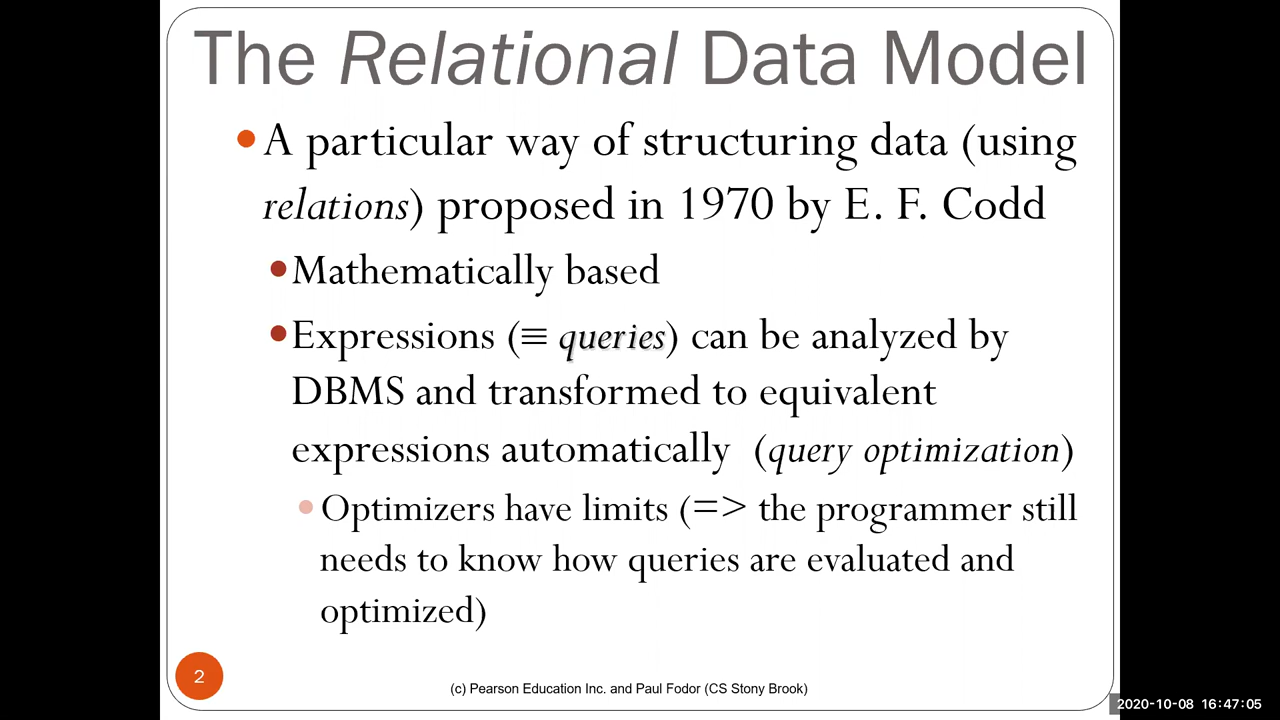 The Relational Data Model
A particular way of structuring data (using
relations) proposed in 1970 by E. F. Codd
Mathematically based
Expressions (≡ queries) can be analyzed by
DBMS and transformed to equivalent
expressions automatically (query optimization)
Optimizers have limits (=> the programmer still
needs to know how queries are evaluated and
optimized)
2
(c) Pearson Education Inc. and Paul Fodor (CS Stony Brook)
2020-10-08 16:47:05